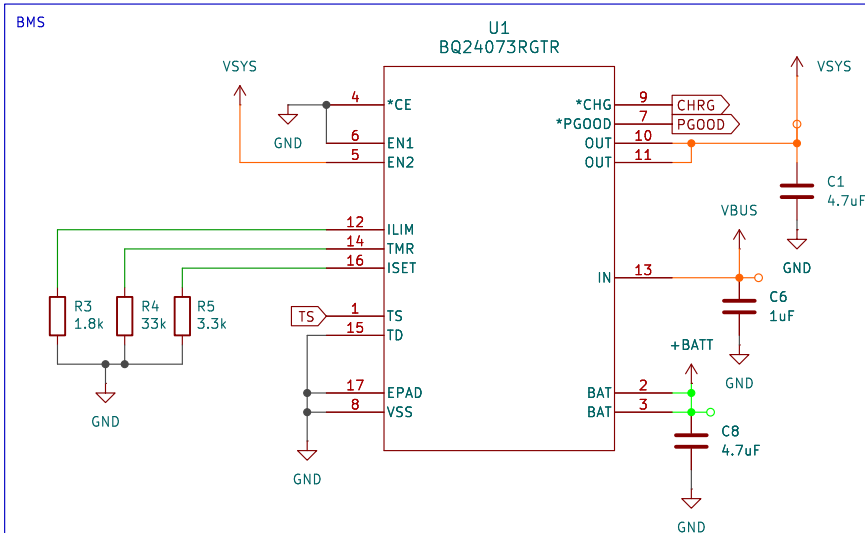 BMS
U1
BQ24073RGTR
VSYS
VSYS
4 *CE
GND
6 EN1
5 EN2
*CHG 9 CHRG
*PGOOD 7 PGOOD
OUT 10
OUT 11
C1
4.7uF
GND
12 ILIM
14 TMR
16 ISET
VBUS
IN 13
C6
1uF
GND
R3
1.8k
R4
33k
R5
3.3k
GND
TS 1 TS
15 TD
17 EPAD
8 VSS
GND
+BATT
BAT 2
BAT 3
C8
4.7uF
GND